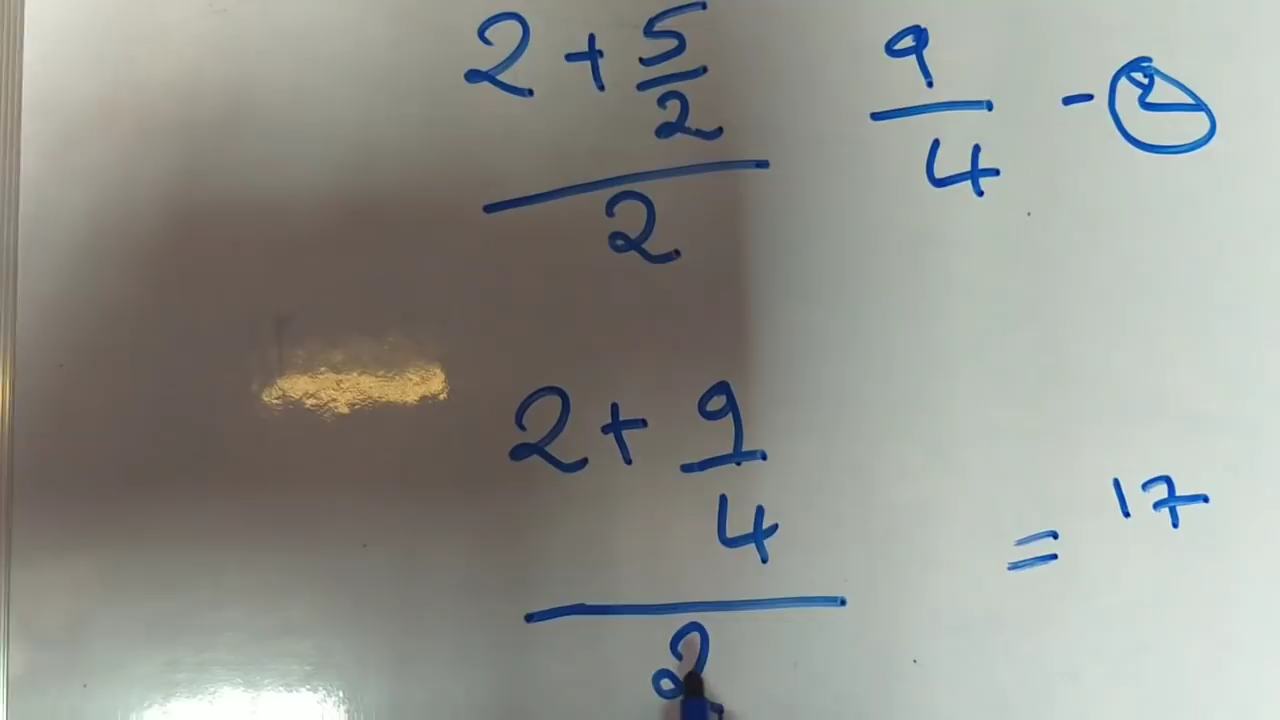 2 + 5/2
2
9/4 - ②
2 + 9/4
2
= 17